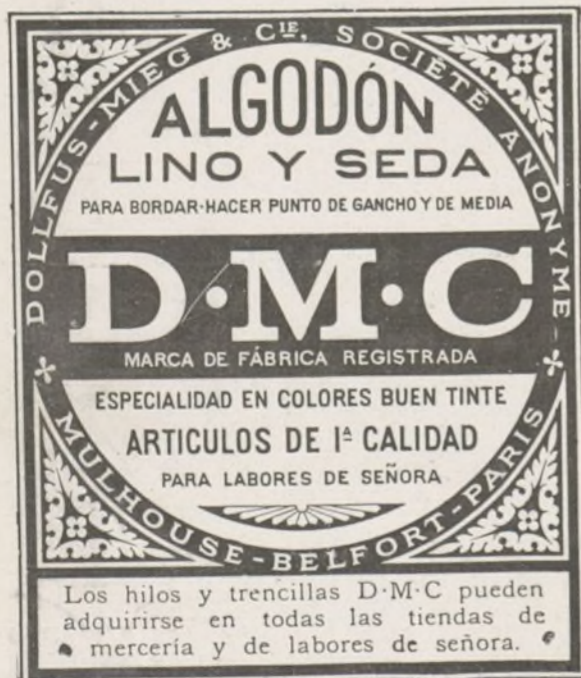 DOLLFUS-MIEG & CIE, SOCIÉTÉ ANONYME
ALGODÓN
LINO Y SEDA
PARA BORDAR·HACER PUNTO DE GANCHO Y DE MEDIA
D·M·C
MARCA DE FÁBRICA REGISTRADA
ESPECIALIDAD EN COLORES BUEN TINTE
ARTICULOS DE 1ª CALIDAD
PARA LABORES DE SEÑORA
MULHOUSE-BELFORT-PARIS
Los hilos y trencillas D·M·C pueden
adquirirse en todas las tiendas de
mercería y de labores de señora.